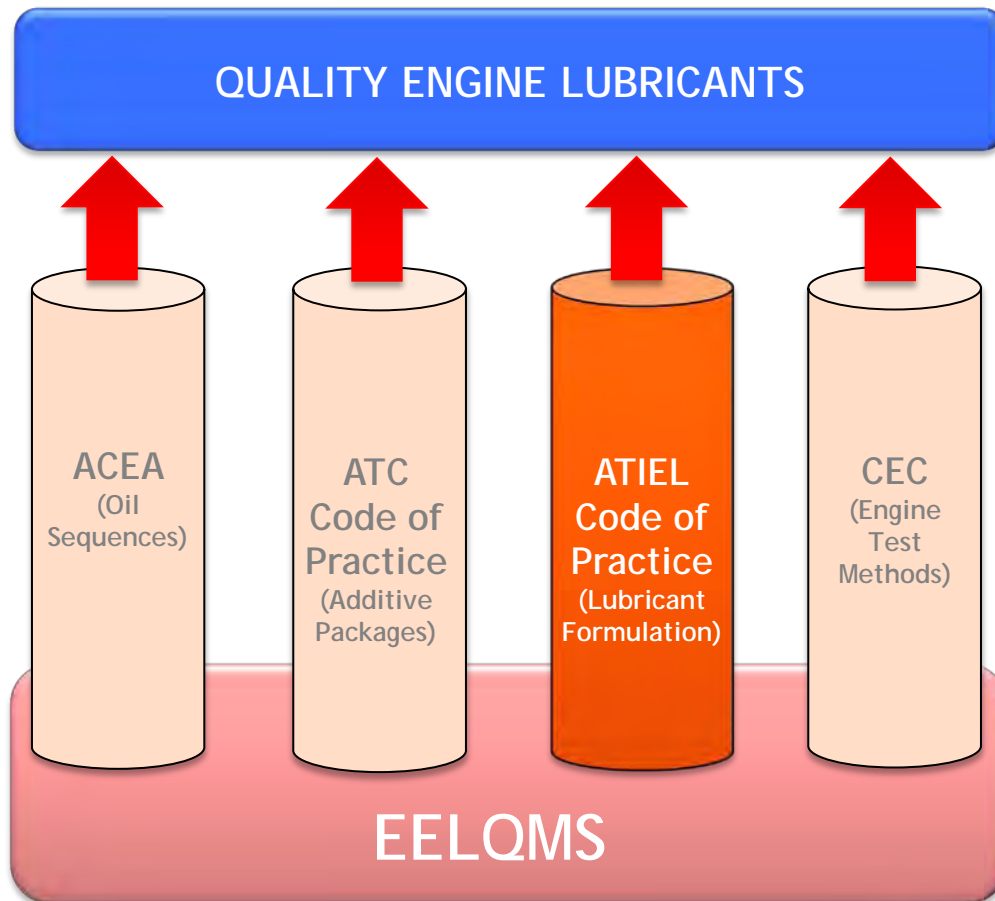 QUALITY ENGINE LUBRICANTS
ACEA
(Oil
Sequences)
ATC
Code of
Practice
(Additive
Packages)
ATIEL
Code of
Practice
(Lubricant
Formulation)
CEC
(Engine
Test
Methods)
EELQMS